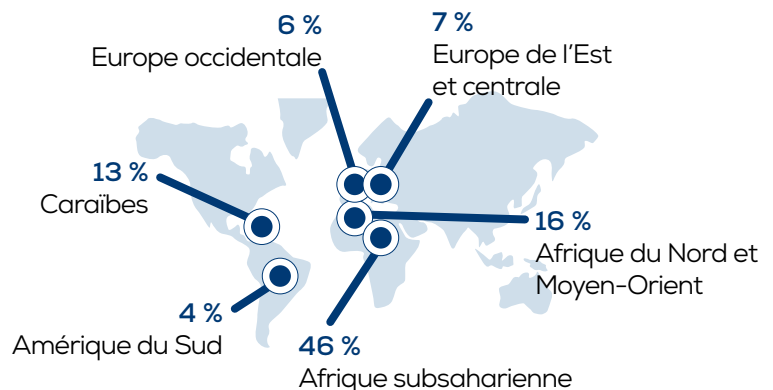 6 %
Europe occidentale
7 %
Europe de l’Est
et centrale
13 %
Caraïbes
16 %
Afrique du Nord et
Moyen-Orient
4 %
Amérique du Sud
46 %
Afrique subsaharienne